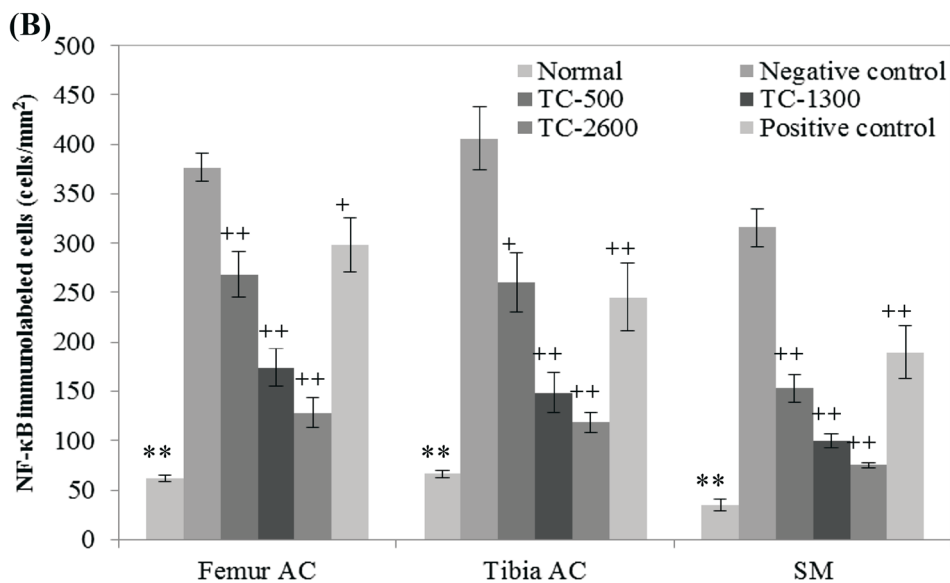 (B)
NF-κB immunolabeled cells (cells/mm²)
500
450
400
350
300
250
200
150
100
50
0
Normal Negative control
TC-500 TC-1300
TC-2600 Positive control
** ++ ++ ++ +
** + ++ ++ ++
** ++ ++ ++ ++
Femur AC Tibia AC SM